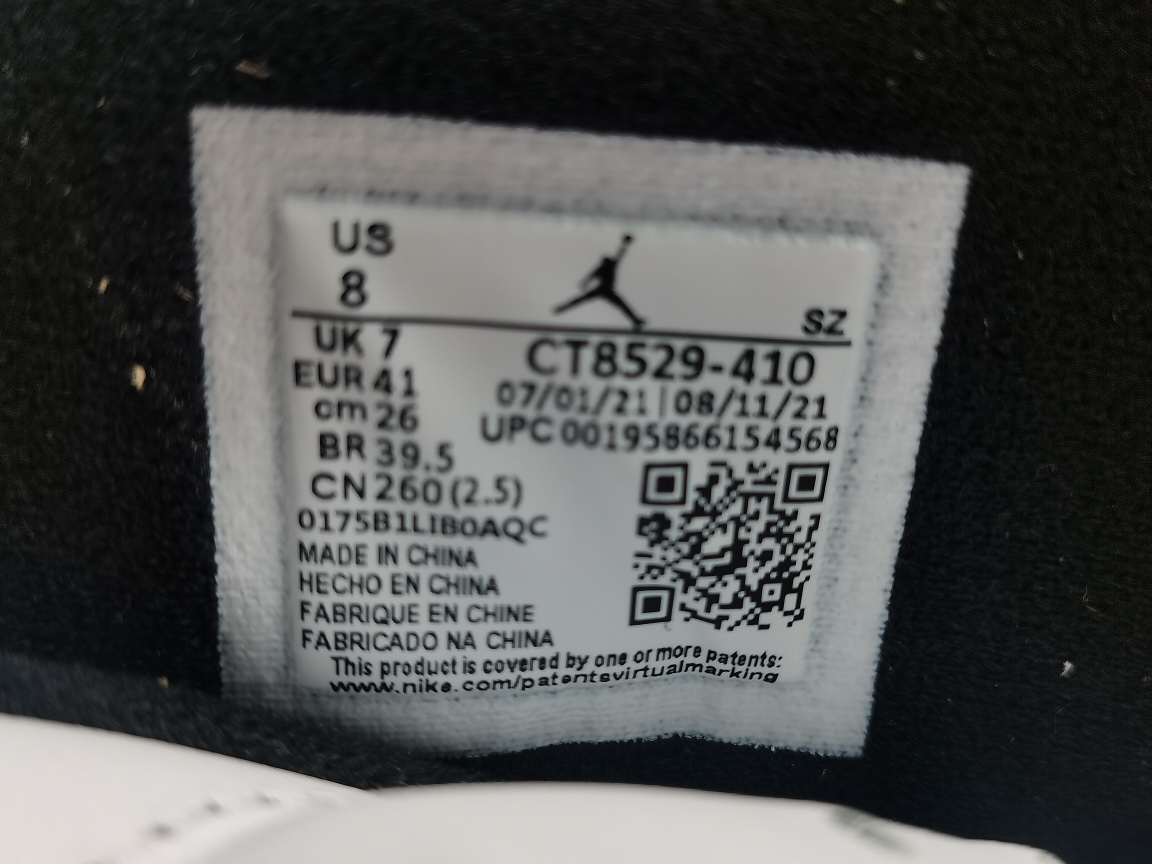 US
8
SZ
UK 7
CT8529-410
EUR 41
07/01/21 | 08/11/21
cm 26
UPC 00195866154568
BR 39.5
CN 260 (2.5)
0175B1LIB0AQC
MADE IN CHINA
HECHO EN CHINA
FABRIQUE EN CHINE
FABRICADO NA CHINA
This product is covered by one or more patents:
www.nike.com/patentsvirtualmarking